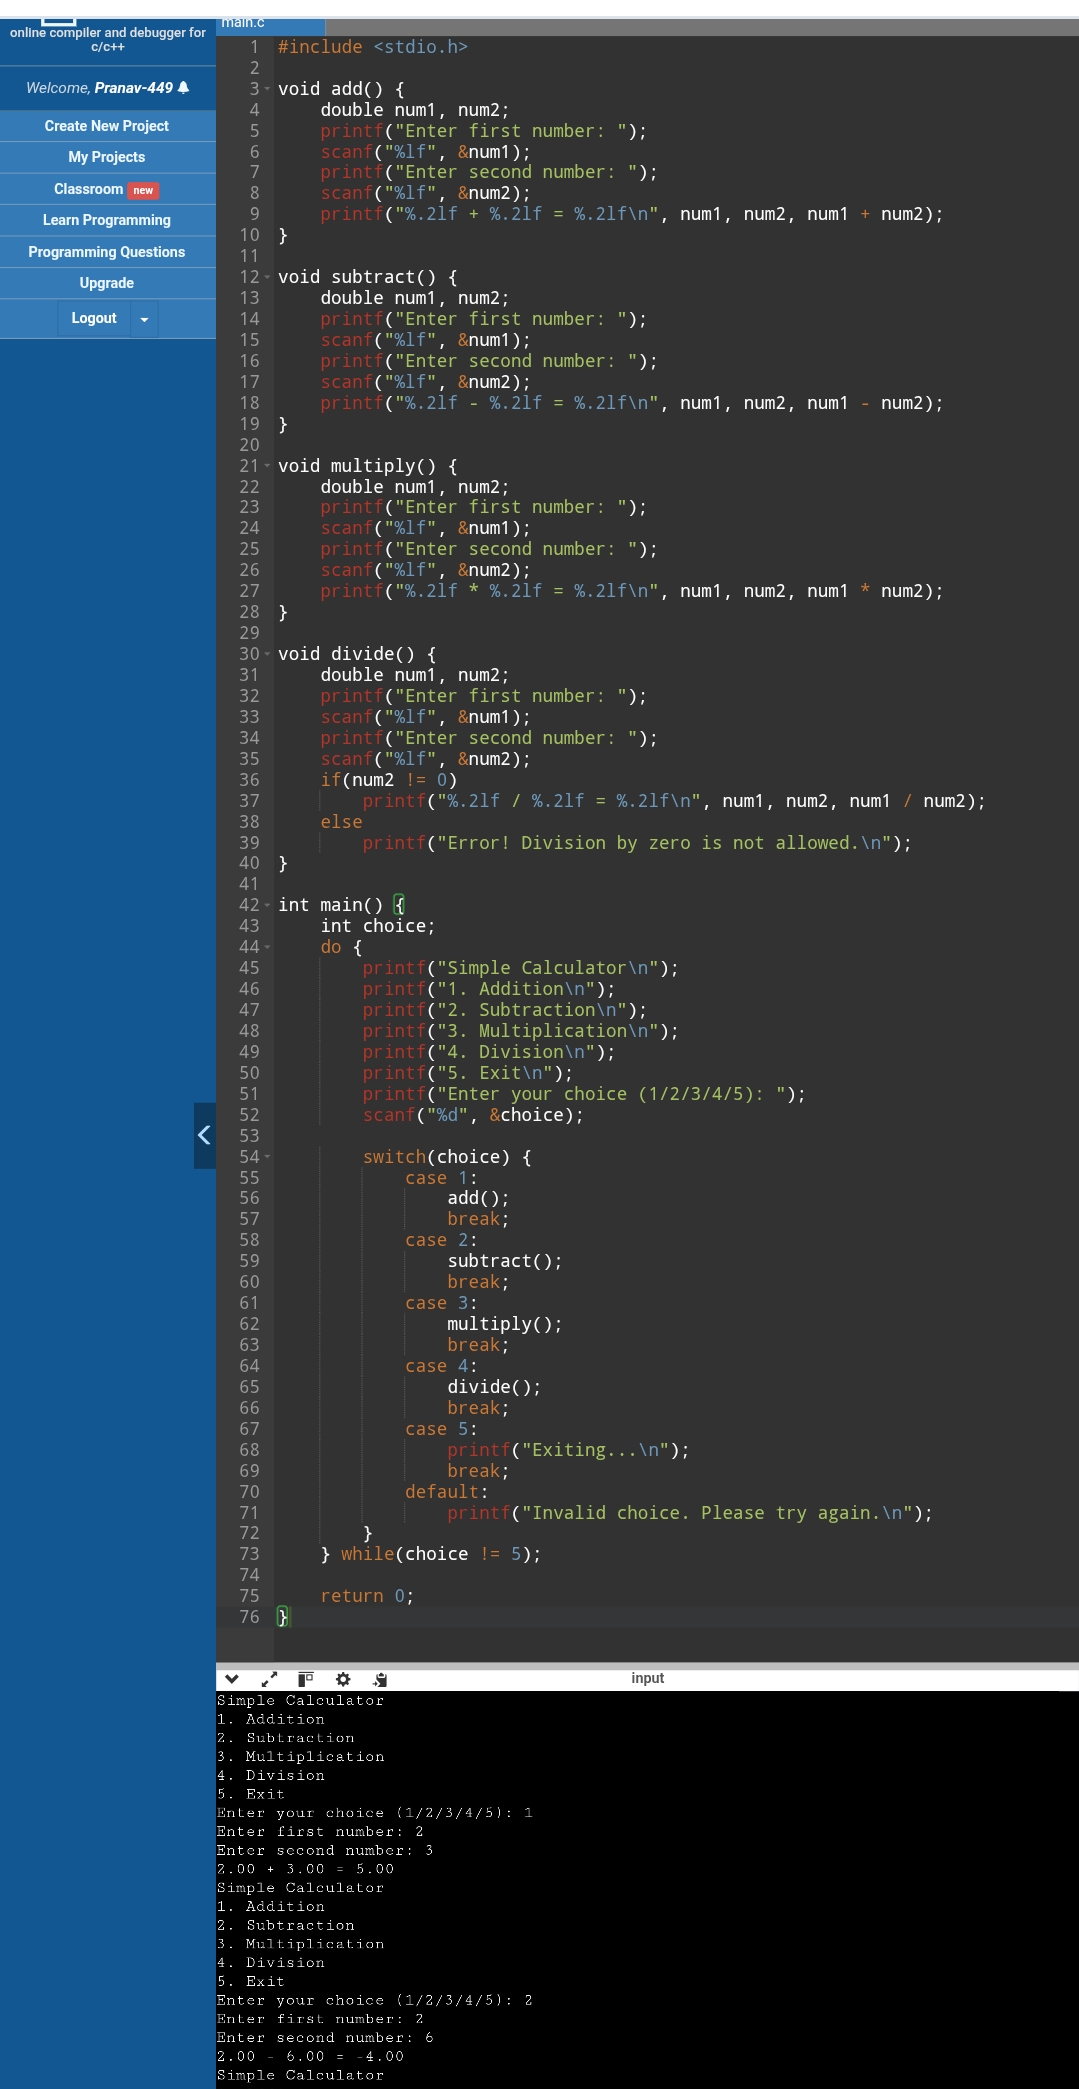 online compiler and debugger for
c/c++
Welcome, Pranav-449
Create New Project
My Projects
Classroom new
Learn Programming
Programming Questions
Upgrade
Logout
main.c
1 #include <stdio.h>
2
3 void add() {
4     double num1, num2;
5     printf("Enter first number: ");
6     scanf("%lf", &num1);
7     printf("Enter second number: ");
8     scanf("%lf", &num2);
9     printf("%.2lf + %.2lf = %.2lf\n", num1, num2, num1 + num2);
10 }
11
12 void subtract() {
13     double num1, num2;
14     printf("Enter first number: ");
15     scanf("%lf", &num1);
16     printf("Enter second number: ");
17     scanf("%lf", &num2);
18     printf("%.2lf - %.2lf = %.2lf\n", num1, num2, num1 - num2);
19 }
20
21 void multiply() {
22     double num1, num2;
23     printf("Enter first number: ");
24     scanf("%lf", &num1);
25     printf("Enter second number: ");
26     scanf("%lf", &num2);
27     printf("%.2lf * %.2lf = %.2lf\n", num1, num2, num1 * num2);
28 }
29
30 void divide() {
31     double num1, num2;
32     printf("Enter first number: ");
33     scanf("%lf", &num1);
34     printf("Enter second number: ");
35     scanf("%lf", &num2);
36     if(num2 != 0)
37         printf("%.2lf / %.2lf = %.2lf\n", num1, num2, num1 / num2);
38     else
39         printf("Error! Division by zero is not allowed.\n");
40 }
41
42 int main() {
43     int choice;
44     do {
45         printf("Simple Calculator\n");
46         printf("1. Addition\n");
47         printf("2. Subtraction\n");
48         printf("3. Multiplication\n");
49         printf("4. Division\n");
50         printf("5. Exit\n");
51         printf("Enter your choice (1/2/3/4/5): ");
52         scanf("%d", &choice);
53
54         switch(choice) {
55             case 1:
56                 add();
57                 break;
58             case 2:
59                 subtract();
60                 break;
61             case 3:
62                 multiply();
63                 break;
64             case 4:
65                 divide();
66                 break;
67             case 5:
68                 printf("Exiting...\n");
69                 break;
70             default:
71                 printf("Invalid choice. Please try again.\n");
72         }
73     } while(choice != 5);
74
75     return 0;
76 }
input
Simple Calculator
1. Addition
2. Subtraction
3. Multiplication
4. Division
5. Exit
Enter your choice (1/2/3/4/5): 1
Enter first number: 2
Enter second number: 3
2.00 + 3.00 = 5.00
Simple Calculator
1. Addition
2. Subtraction
3. Multiplication
4. Division
5. Exit
Enter your choice (1/2/3/4/5): 2
Enter first number: 2
Enter second number: 6
2.00 - 6.00 = -4.00
Simple Calculator